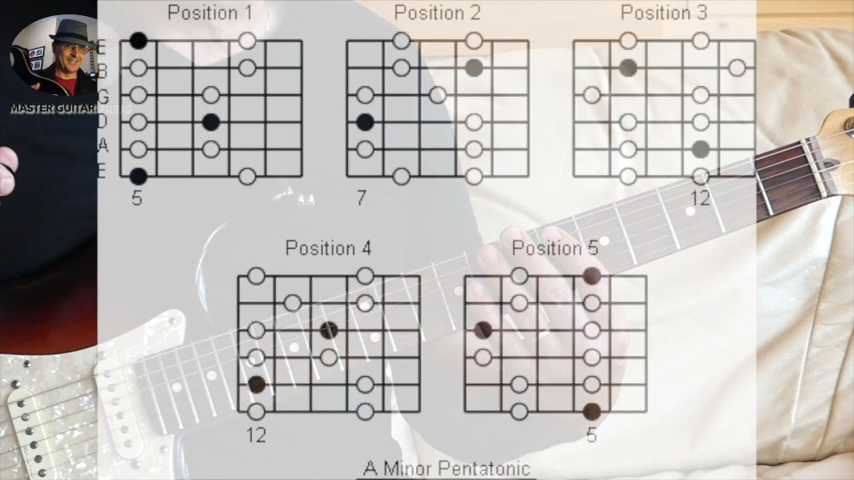 Position 1
Position 2
Position 3
E
B
G
D
A
E
5
7
12
MASTER GUITAR
Position 4
Position 5
12
5
A Minor Pentatonic